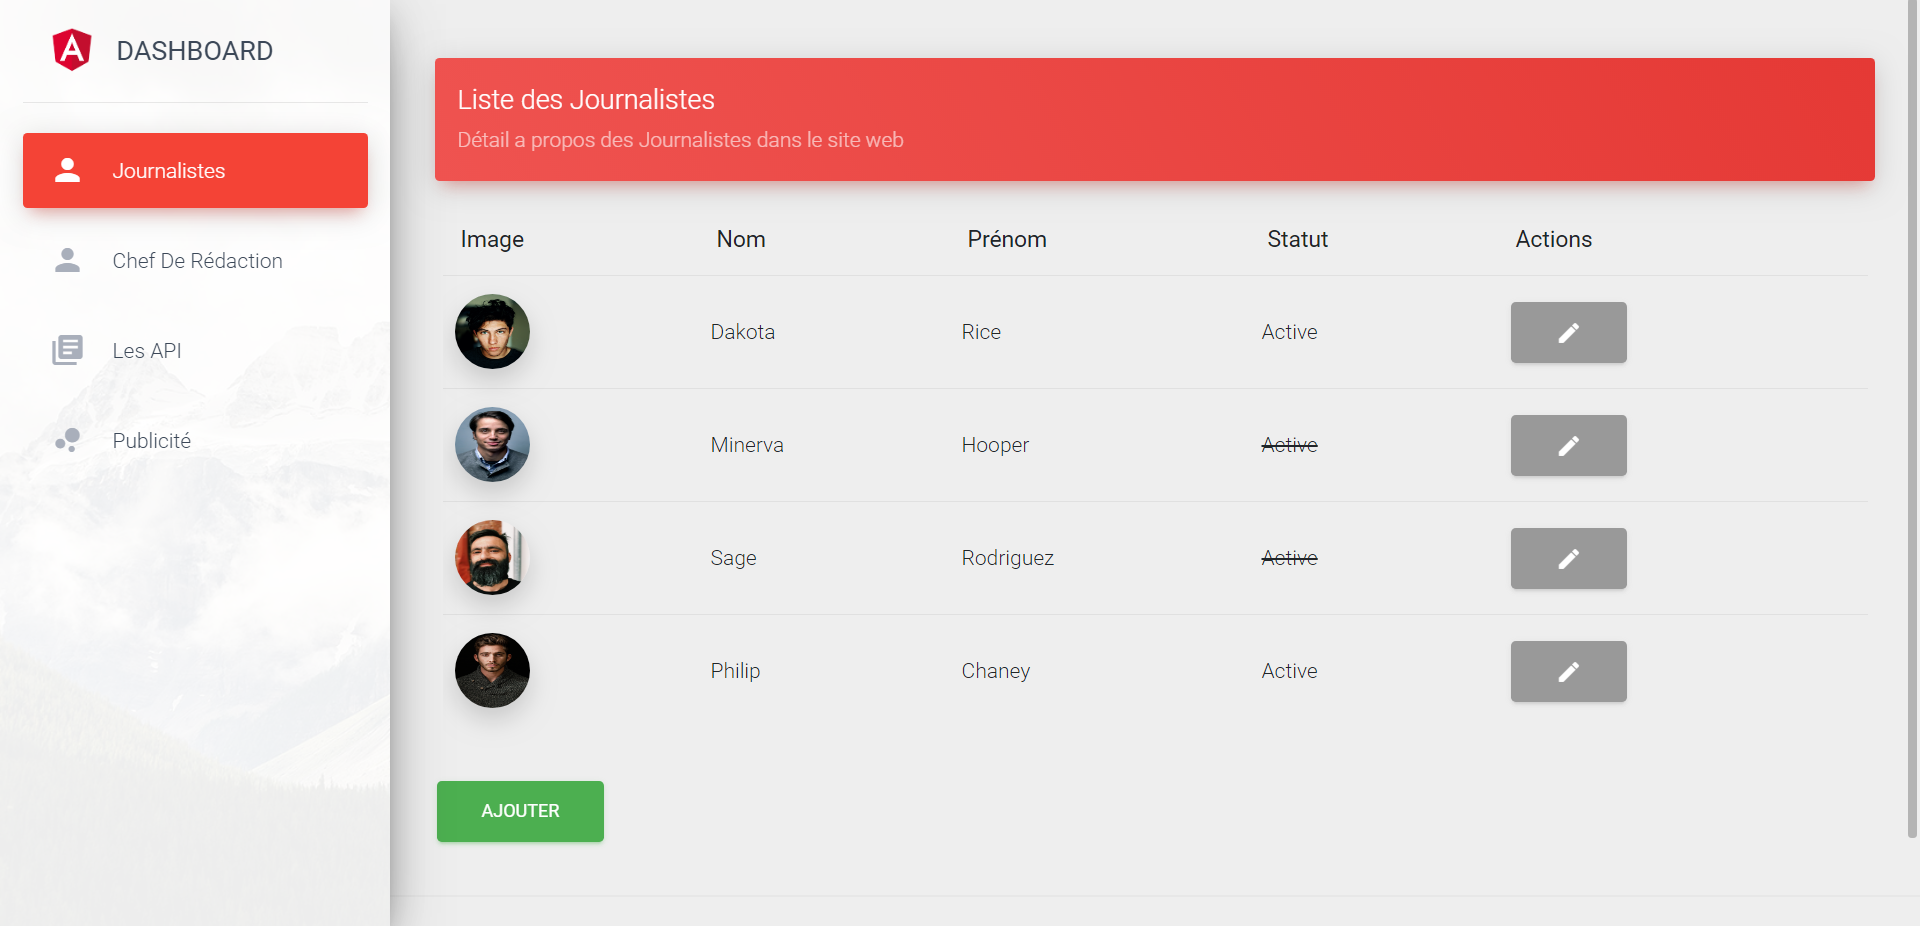 DASHBOARD
Journalistes
Chef De Rédaction
Les API
Publicité
Liste des Journalistes
Détail a propos des Journalistes dans le site web
Image Nom Prénom Statut Actions
Dakota Rice Active
Minerva Hooper Active
Sage Rodriguez Active
Philip Chaney Active
AJOUTER